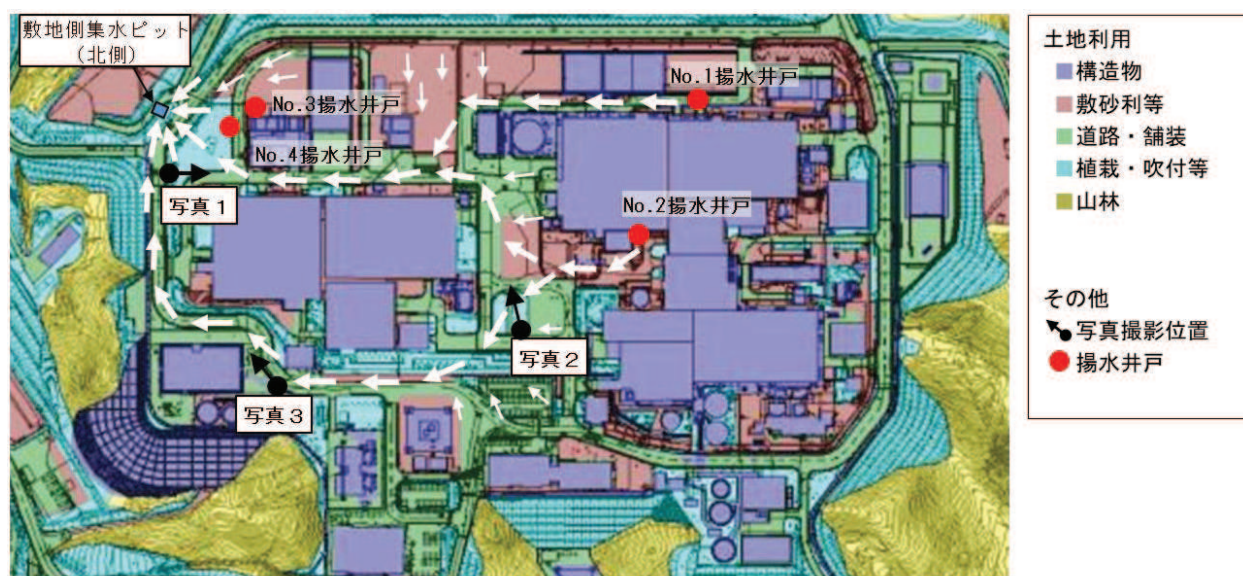 敷地側集水ピット
（北側）
No.1揚水井戸
No.3揚水井戸
No.4揚水井戸
写真1
No.2揚水井戸
写真2
写真3
土地利用
構造物
敷砂利等
道路・舗装
植栽・吹付等
山林
その他
写真撮影位置
揚水井戸